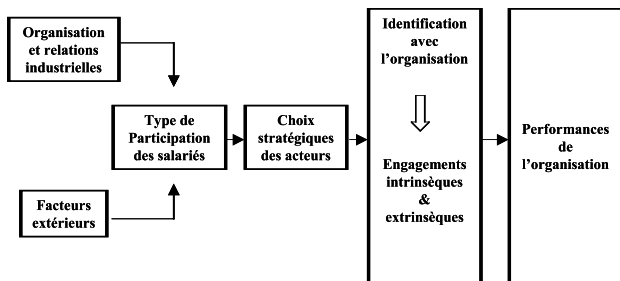 Organisation
et relations
industrielles
Facteurs
extérieurs
Type de
Participation
des salariés
Choix
stratégiques
des acteurs
Identification
avec
l'organisation
Engagements
intrinsèques
&
extrinsèques
Performances
de
l'organisation